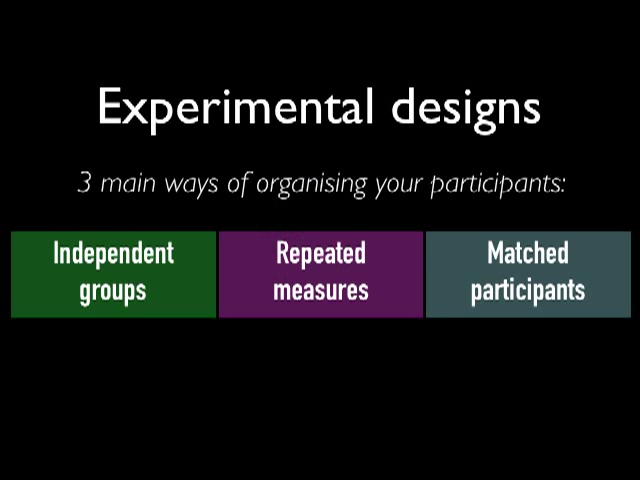 Experimental designs
3 main ways of organising your participants:
Independent
groups
Repeated
measures
Matched
participants